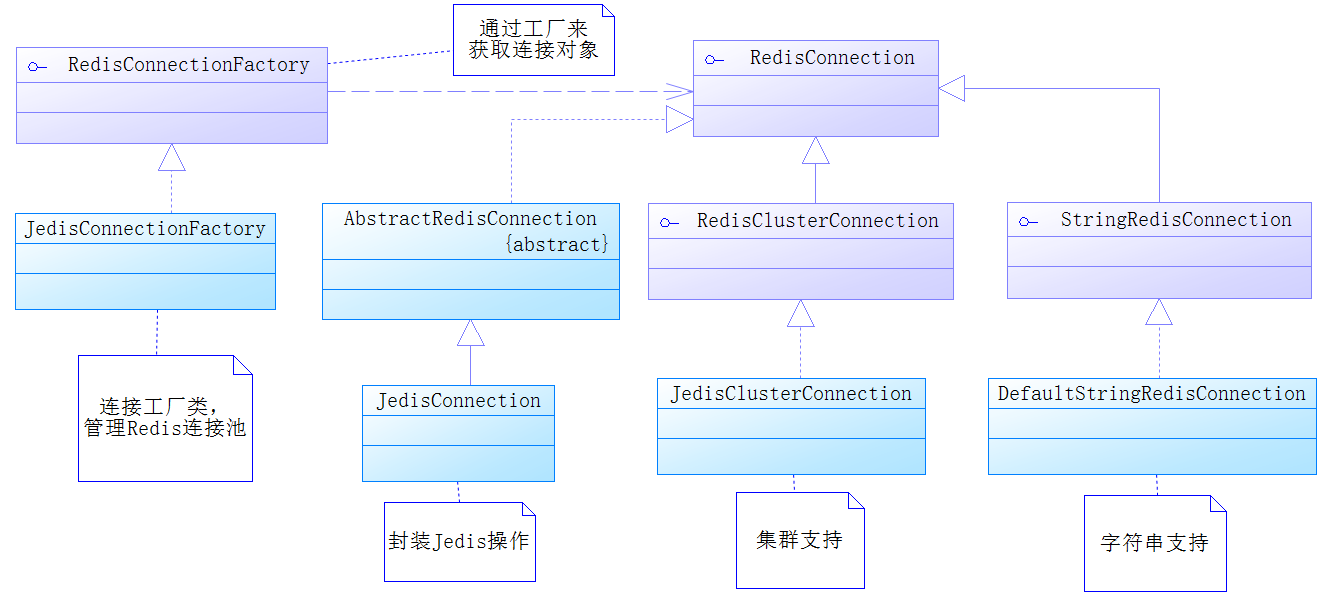 通过工厂来
获取连接对象
RedisConnectionFactory
RedisConnection
JedisConnectionFactory
AbstractRedisConnection
{abstract}
RedisClusterConnection
StringRedisConnection
连接工厂类，
管理Redis连接池
JedisConnection
JedisClusterConnection
DefaultStringRedisConnection
封装Jedis操作
集群支持
字符串支持